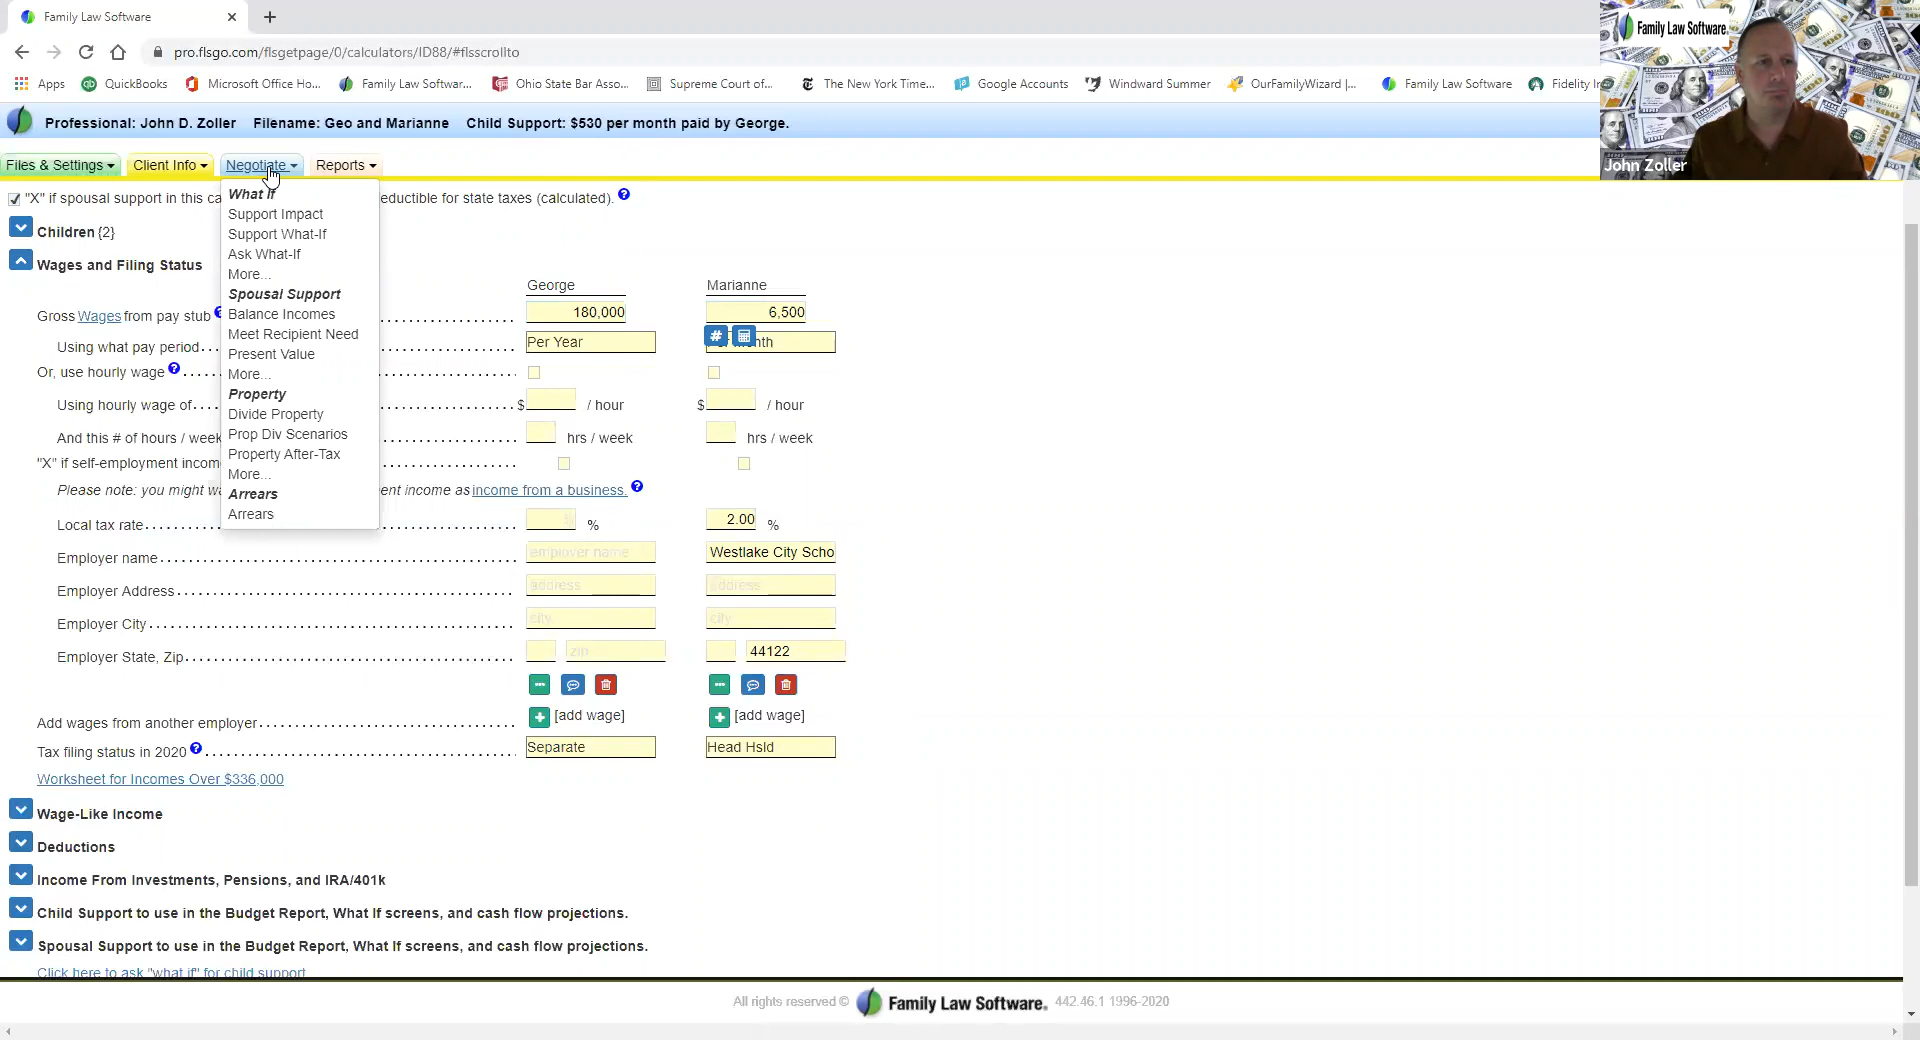 Family Law Software
pro.flsgo.com/flsgetpage/0/calculators/ID88/#flsscrollto
Apps QuickBooks Microsoft Office Ho... Family Law Softwar... Ohio State Bar Asso... Supreme Court of... The New York Time... Google Accounts Windward Summer OurFamilyWizard |... Family Law Software Fidelity In
Family Law Software.
John Zoller
Professional: John D. Zoller Filename: Geo and Marianne Child Support: $530 per month paid by George.
Files & Settings Client Info Negotiate Reports
"X" if spousal support in this ca eductible for state taxes (calculated).
What If
Support Impact
Support What-If
Ask What-If
More...
Spousal Support
Balance Incomes
Meet Recipient Need
Present Value
More...
Property
Divide Property
Prop Div Scenarios
Property After-Tax
More...
Arrears
Arrears
Children {2}
Wages and Filing Status
George Marianne
Gross Wages from pay stub 180,000 6,500
Using what pay period Per Year
Or, use hourly wage
Using hourly wage of $ / hour $ / hour
And this # of hours / week hrs / week hrs / week
"X" if self-employment incom
Please note: you might wa ent income as income from a business.
Local tax rate % 2.00 %
Employer name employer name Westlake City Scho
Employer Address address address
Employer City city city
Employer State, Zip zip 44122
Add wages from another employer [add wage] [add wage]
Tax filing status in 2020 Separate Head Hsld
Worksheet for Incomes Over $336,000
Wage-Like Income
Deductions
Income From Investments, Pensions, and IRA/401k
Child Support to use in the Budget Report, What If screens, and cash flow projections.
Spousal Support to use in the Budget Report, What If screens, and cash flow projections.
Click here to ask "what if" for child support
All rights reserved © Family Law Software. 442.46.1 1996-2020